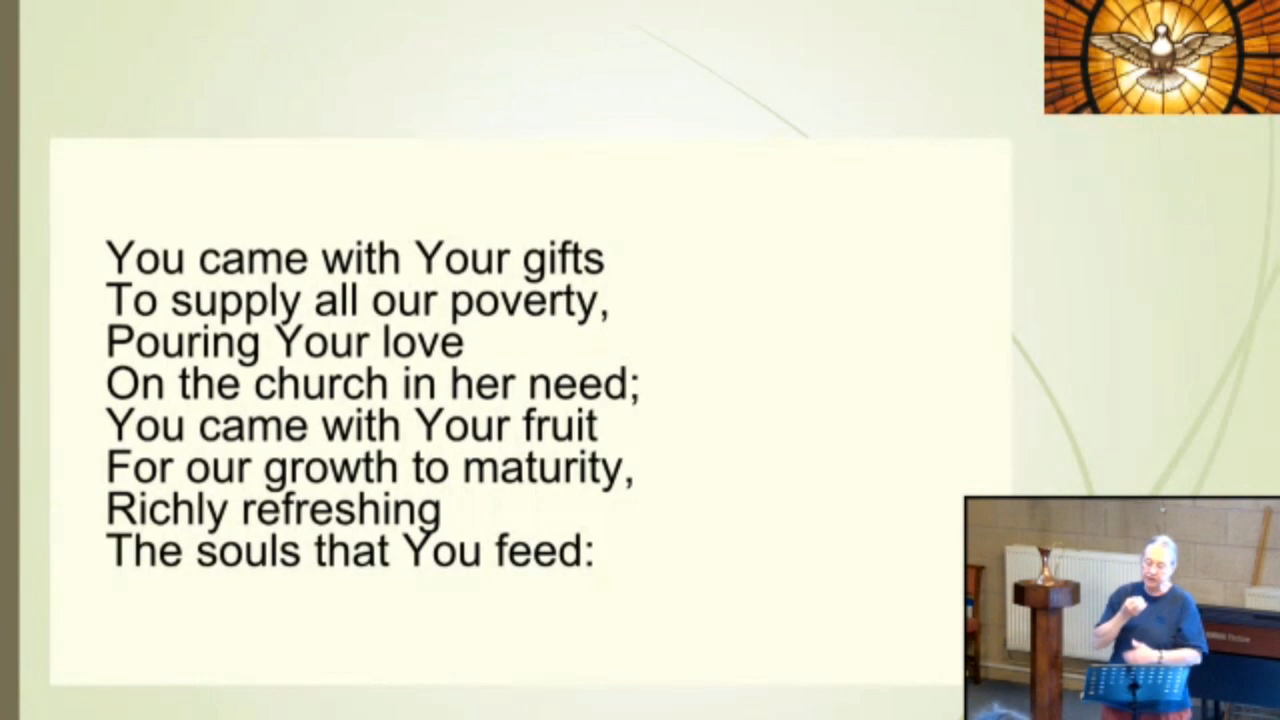 You came with Your gifts
To supply all our poverty,
Pouring Your love
On the church in her need;
You came with Your fruit
For our growth to maturity,
Richly refreshing
The souls that You feed: